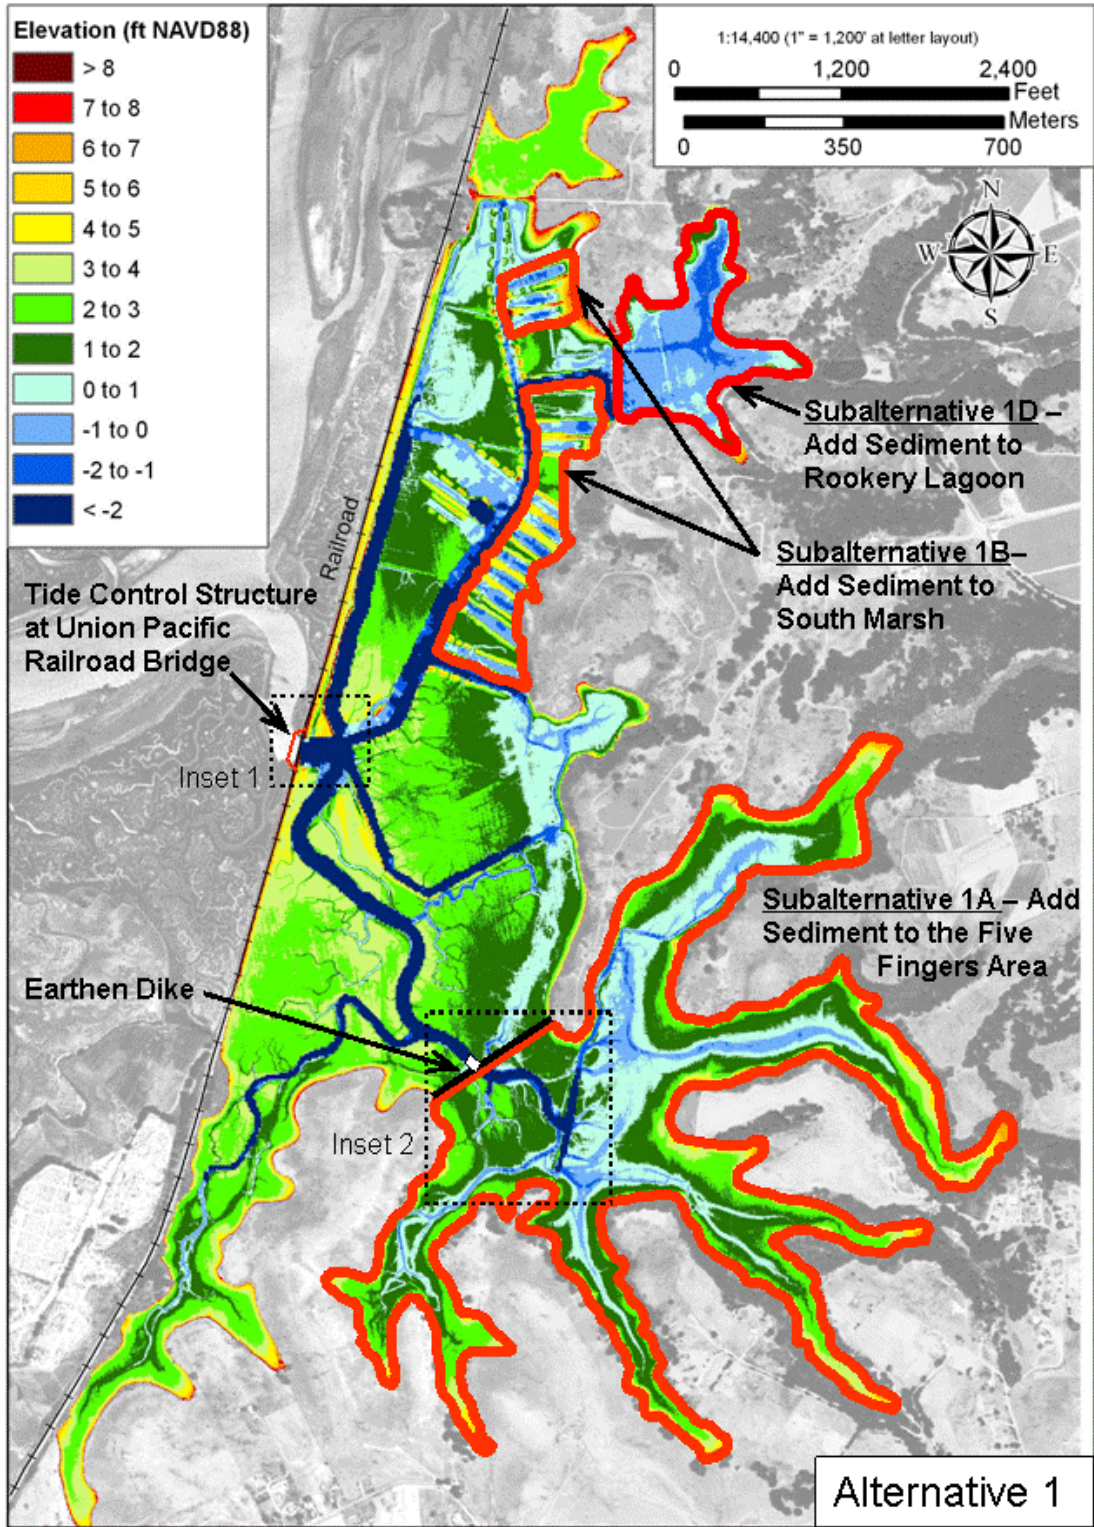 Elevation (ft NAVD88)
> 8
7 to 8
6 to 7
5 to 6
4 to 5
3 to 4
2 to 3
1 to 2
0 to 1
-1 to 0
-2 to -1
< -2
1:14,400 (1" = 1,200' at letter layout)
0 1,200 2,400
Feet
Meters
0 350 700
N
W E
S
Railroad
Subalternative 1D –
Add Sediment to
Rookery Lagoon
Subalternative 1B–
Add Sediment to
South Marsh
Tide Control Structure
at Union Pacific
Railroad Bridge
Inset 1
Subalternative 1A – Add
Sediment to the Five
Fingers Area
Earthen Dike
Inset 2
Alternative 1